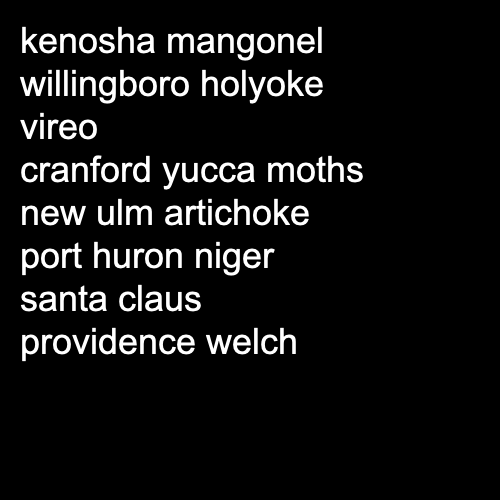 kenosha mangonel
willingboro holyoke
vireo
cranford yucca moths
new ulm artichoke
port huron niger
santa claus
providence welch